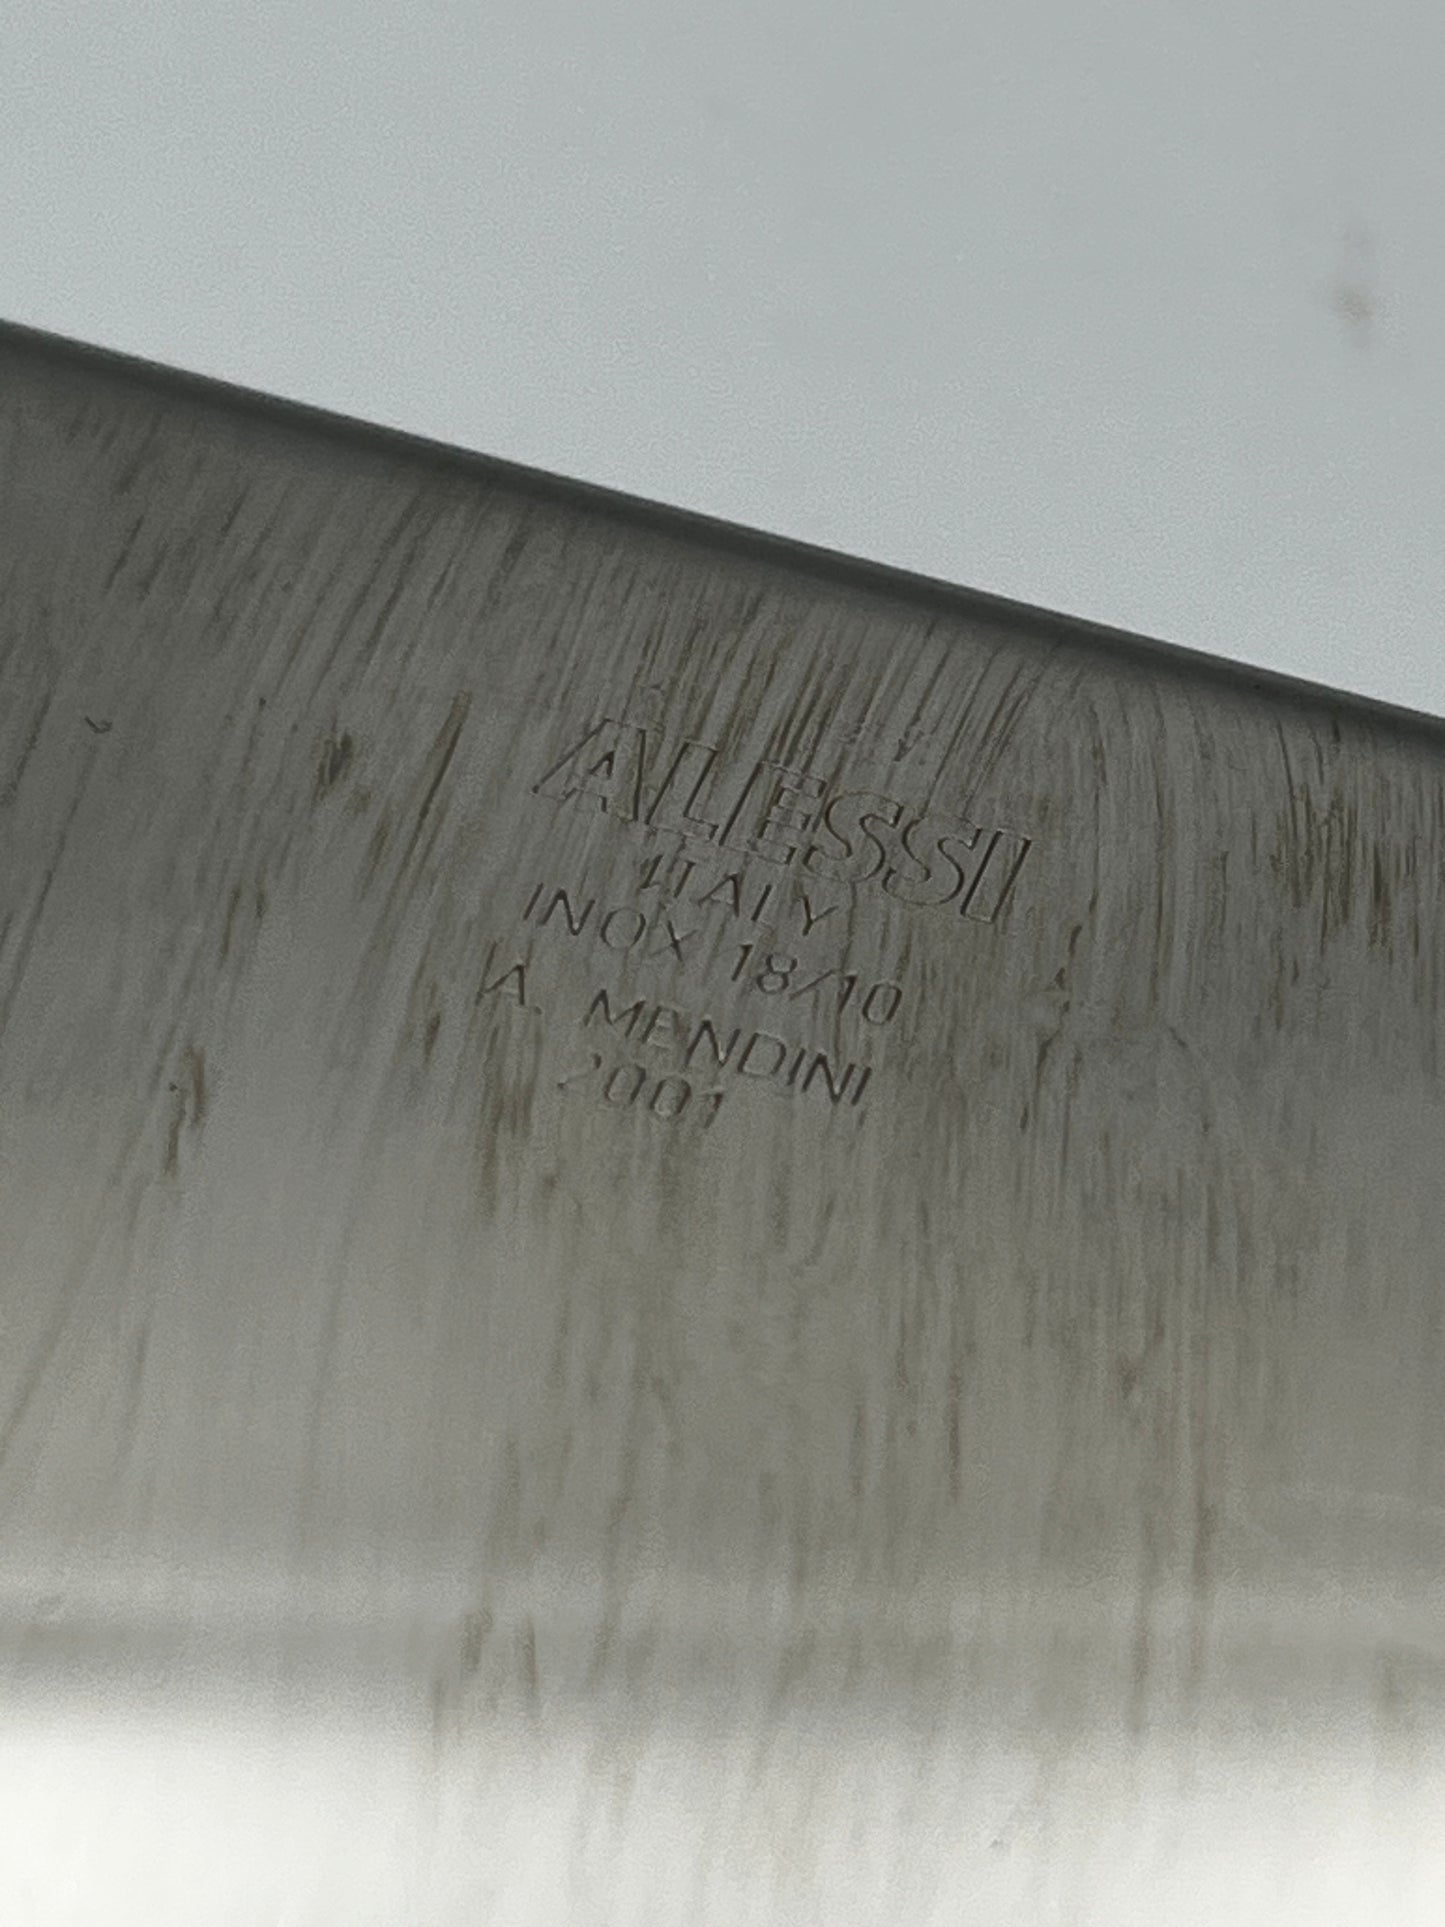 ALESSI
ITALY
INOX 18/10
A. MENDINI
2001